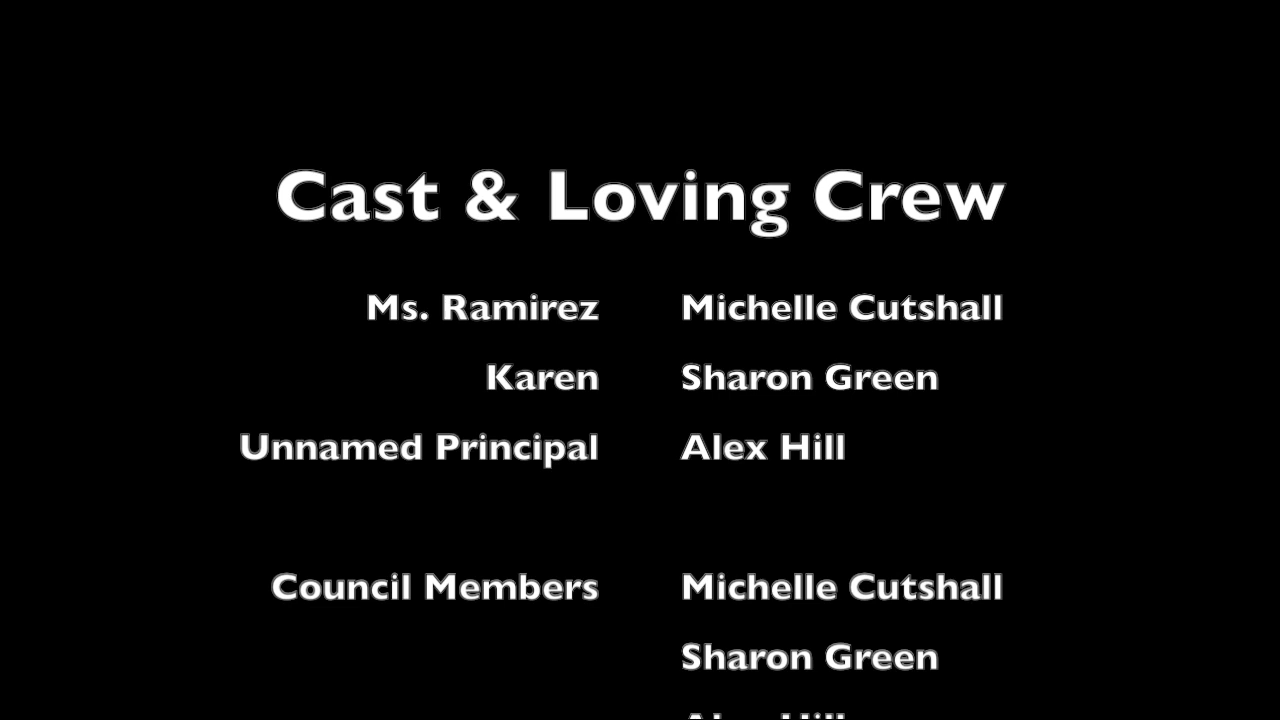 Cast & Loving Crew
Ms. Ramirez Michelle Cutshall
Karen Sharon Green
Unnamed Principal Alex Hill
Council Members Michelle Cutshall
Sharon Green